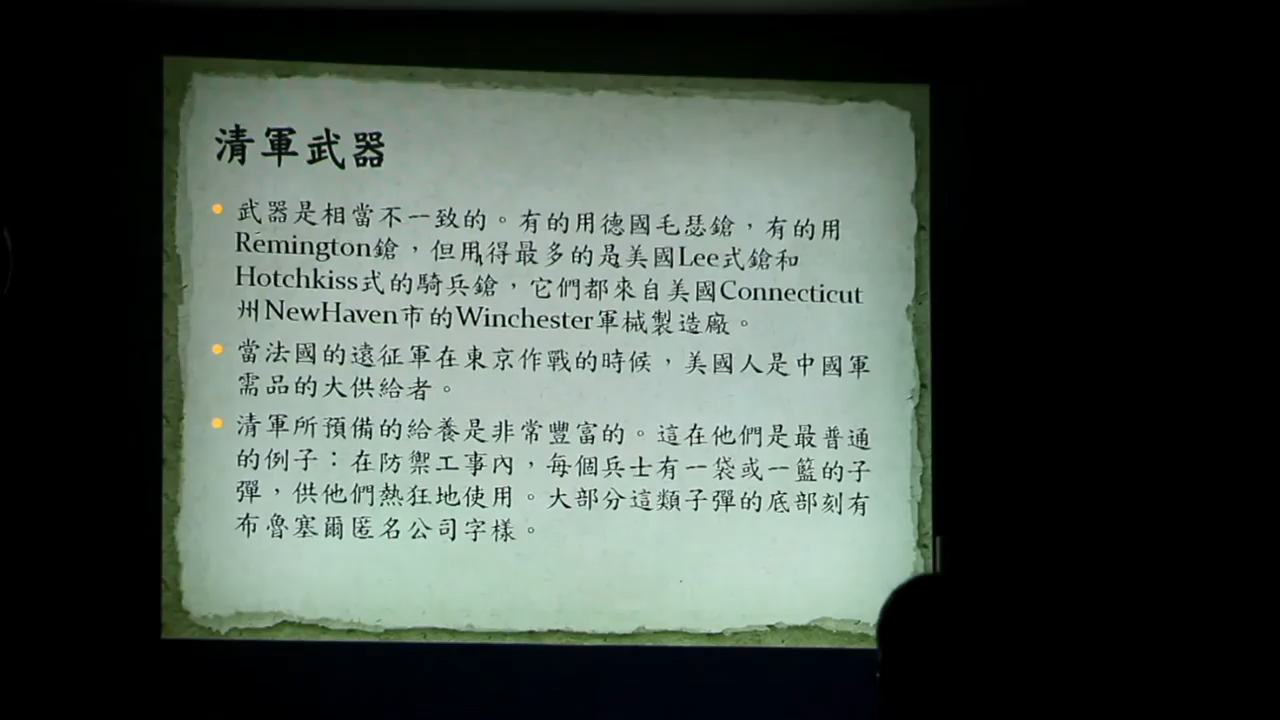 清軍武器
武器是相當不一致的。有的用德國毛瑟鎗，有的用
Remington鎗，但用得最多的是美國Lee式鎗和
Hotchkiss式的騎兵鎗，它們都來自美國Connecticut
州NewHaven市的Winchester軍械製造廠。
當法國的遠征軍在東京作戰的時候，美國人是中國軍
需品的大供給者。
清軍所預備的給養是非常豐富的。這在他們是最普通
的例子：在防禦工事內，每個兵士有一袋或一籃的子
彈，供他們熱狂地使用。大部分這類子彈的底部刻有
布魯塞爾匿名公司字樣。